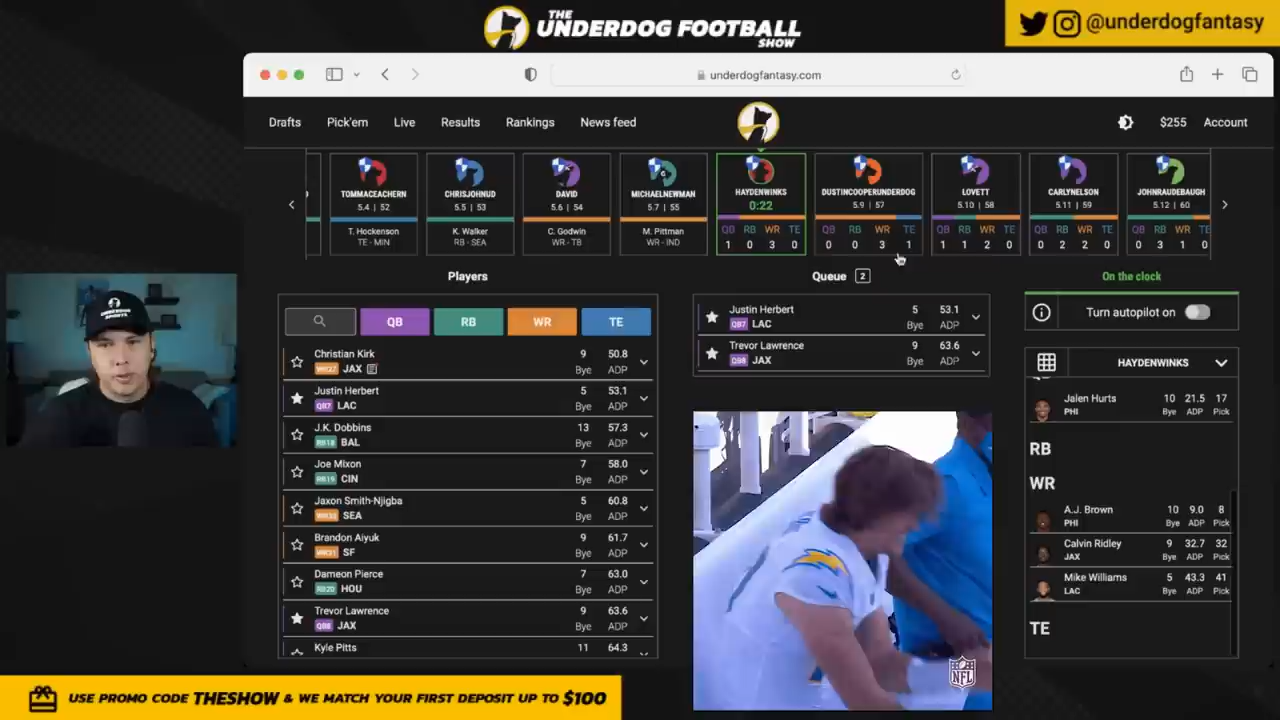 THE
UNDERDOG FOOTBALL
SHOW
@underdogfantasy
underdogfantasy.com
Drafts Pick'em Live Results Rankings News feed $255 Account
TOMMACEACHERN CHRISJOHNUD DAVID MICHAELNEWMAN HAYDENWINKS DUSTINCOOPERUNDERDOG LOVETT CARLYNELSON JOHNRAUDEBAUGH
5.4 | 52 5.5 | 53 5.6 | 54 5.7 | 55 0:22 5.9 | 57 5.10 | 58 5.11 | 59 5.12 | 60
T. Hockenson K. Walker C. Godwin M. Pittman QB RB WR TE QB RB WR TE QB RB WR TE QB RB WR TE QB RB WR TE
TE - MIN RB - SEA WR - TB WR - IND 1 0 3 0 0 0 3 1 1 1 2 0 0 2 2 0 0 3 1 0
Players Queue 2 On the clock
QB RB WR TE
Christian Kirk 9 50.8
WR27 JAX Bye ADP
Justin Herbert 5 53.1
QB7 LAC Bye ADP
J.K. Dobbins 13 57.3
RB18 BAL Bye ADP
Joe Mixon 7 58.0
RB19 CIN Bye ADP
Jaxon Smith-Njigba 5 60.8
SEA Bye ADP
Brandon Aiyuk 9 61.7
SF Bye ADP
Dameon Pierce 7 63.0
RB20 HOU Bye ADP
Trevor Lawrence 9 63.6
QB8 JAX Bye ADP
Kyle Pitts 11 64.3
Justin Herbert 5 53.1
QB7 LAC Bye ADP
Trevor Lawrence 9 63.6
QB8 JAX Bye ADP
NFL
Turn autopilot on
HAYDENWINKS
Jalen Hurts 10 21.5 17
PHI Bye ADP Pick
RB
WR
A.J. Brown 10 9.0 8
PHI Bye ADP Pick
Calvin Ridley 9 32.7 32
JAX Bye ADP Pick
Mike Williams 5 43.3 41
LAC Bye ADP Pick
TE
USE PROMO CODE THESHOW & WE MATCH YOUR FIRST DEPOSIT UP TO $100